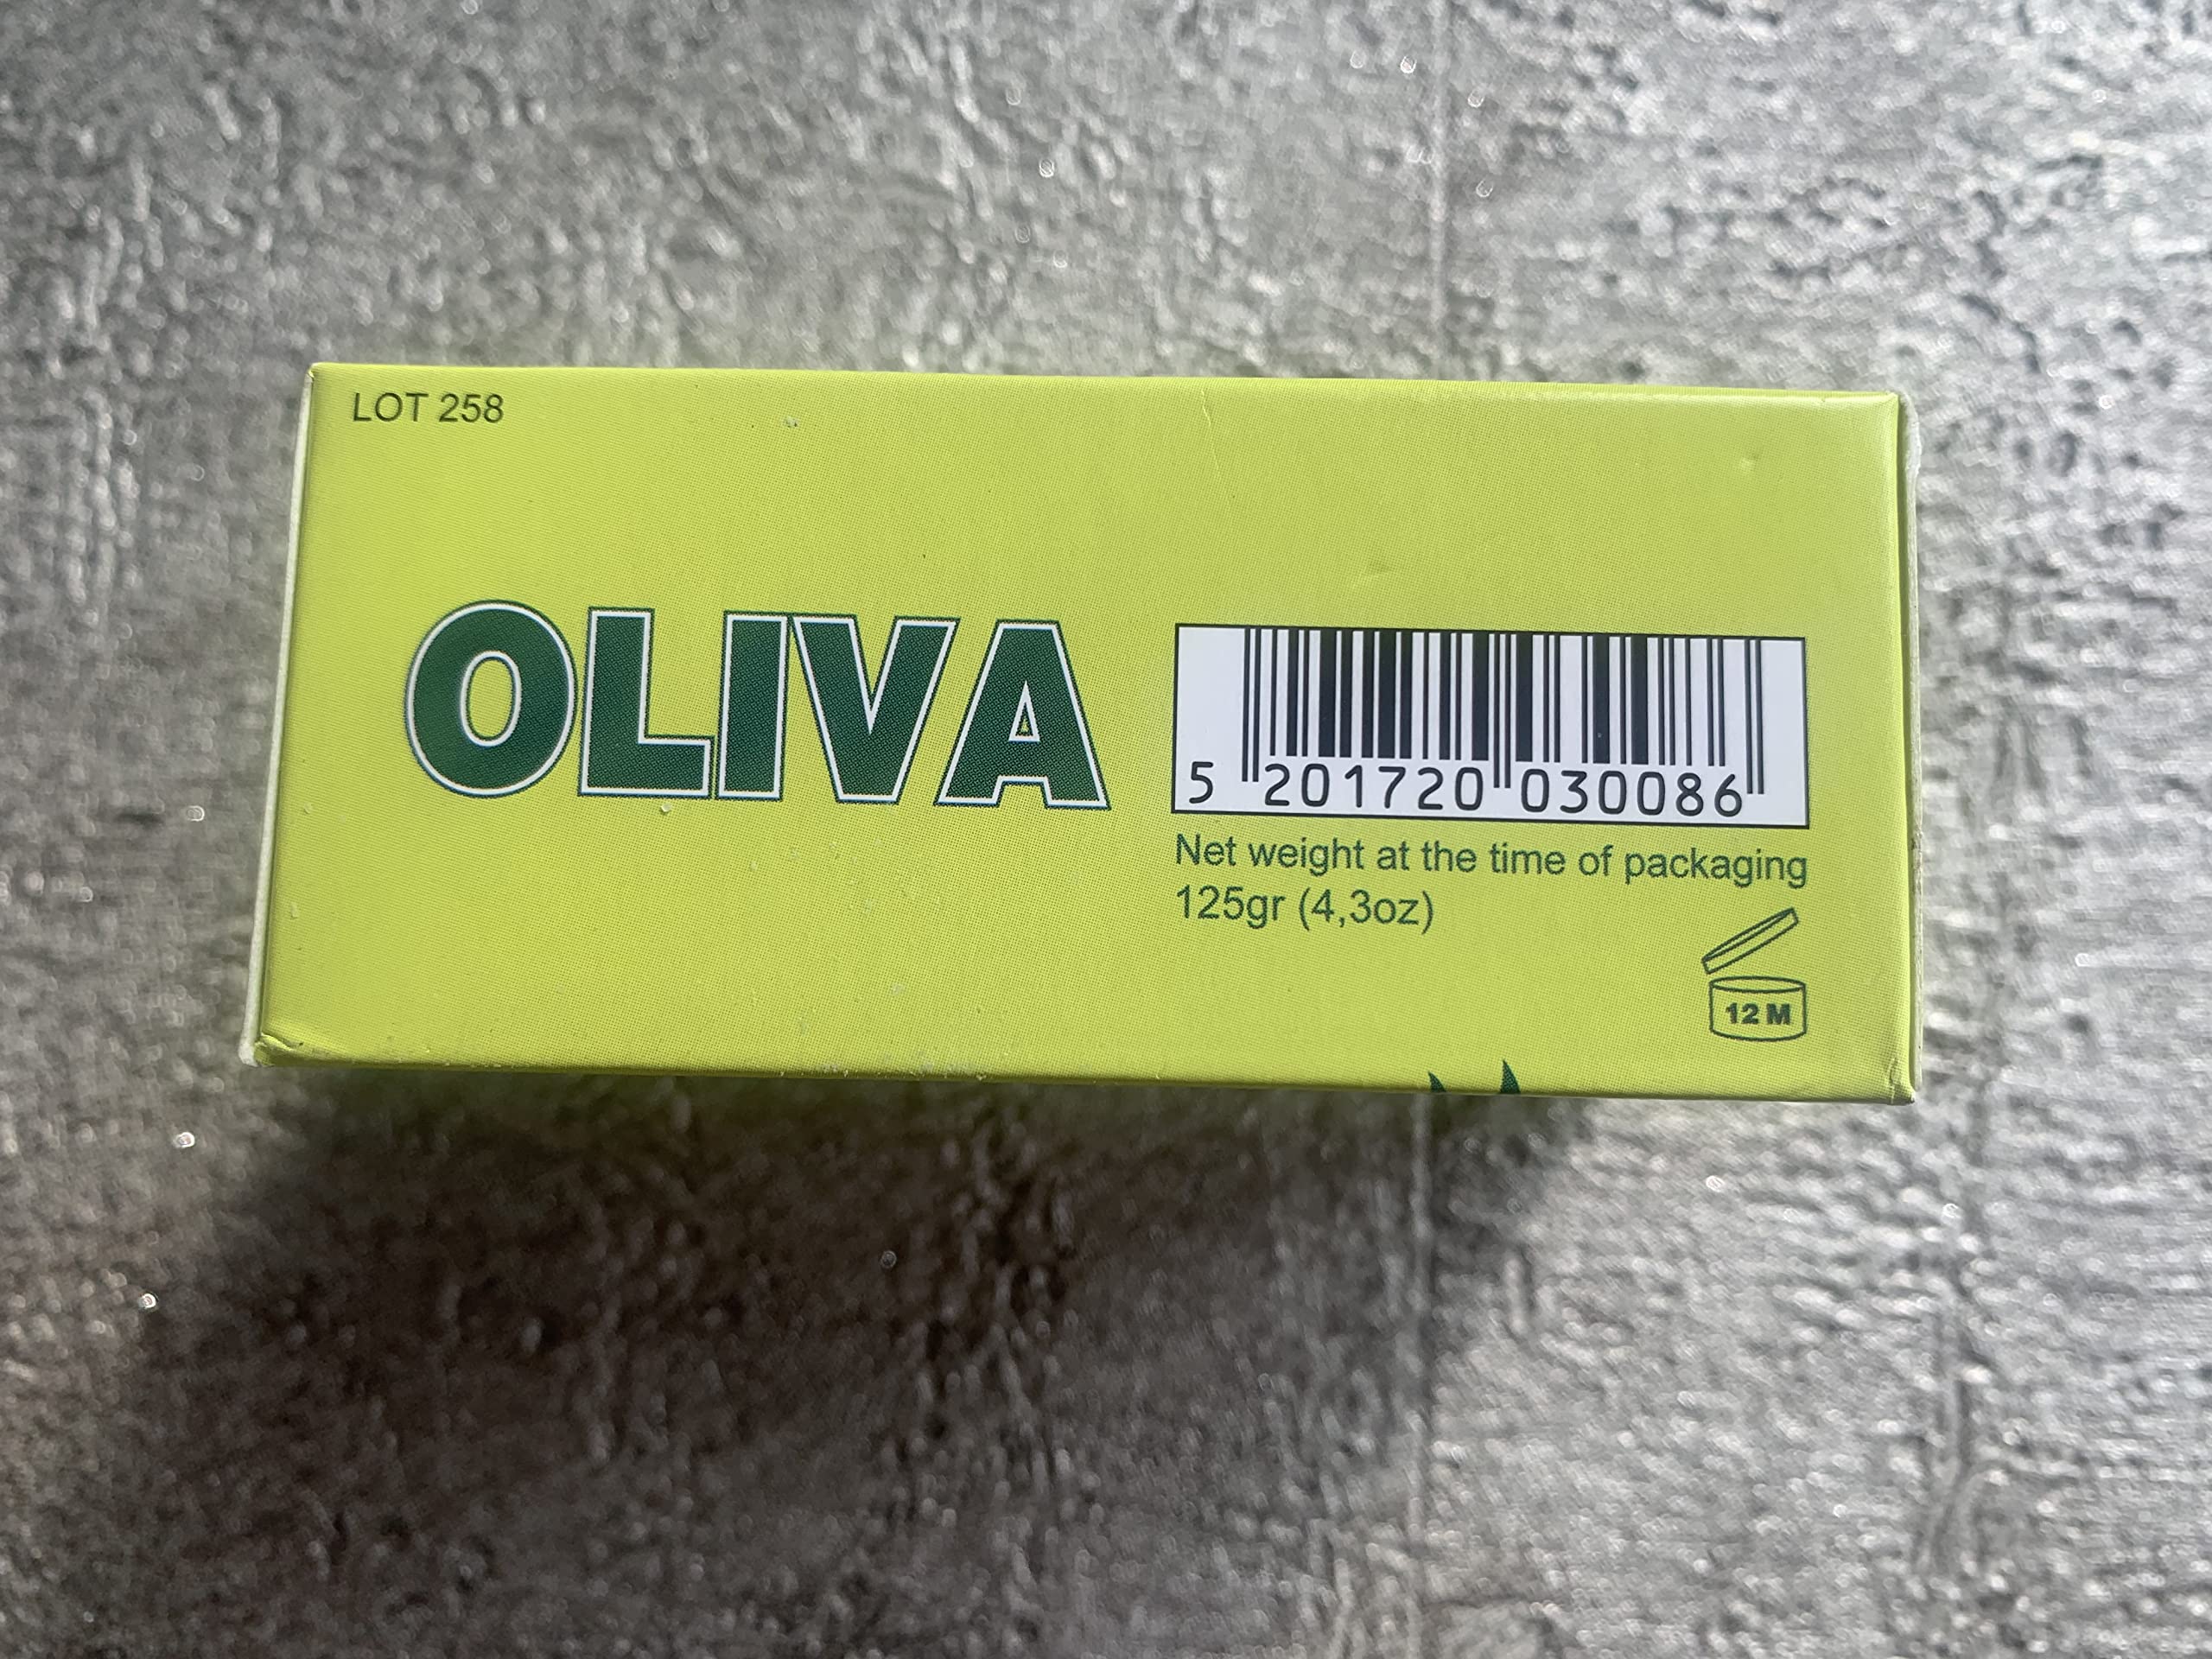 LOT 258
OLIVA
5 201720 030086
Net weight at the time of packaging
125gr (4,3oz)
12 M